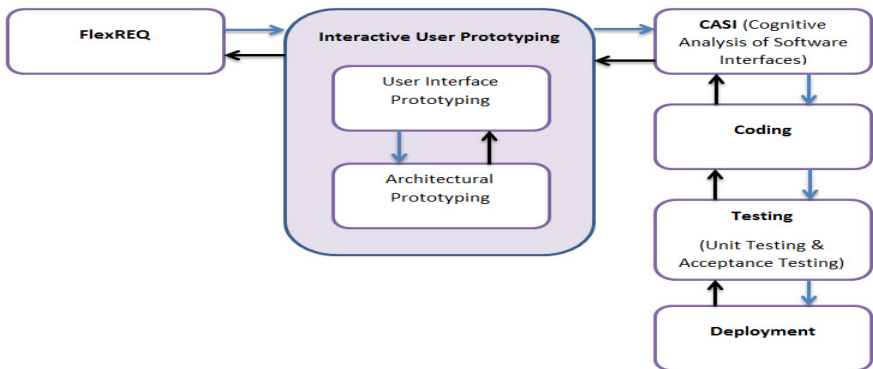 FlexREQ
Interactive User Prototyping
User Interface
Prototyping
Architectural
Prototyping
CASI (Cognitive
Analysis of Software
Interfaces)
Coding
Testing
(Unit Testing &
Acceptance Testing)
Deployment